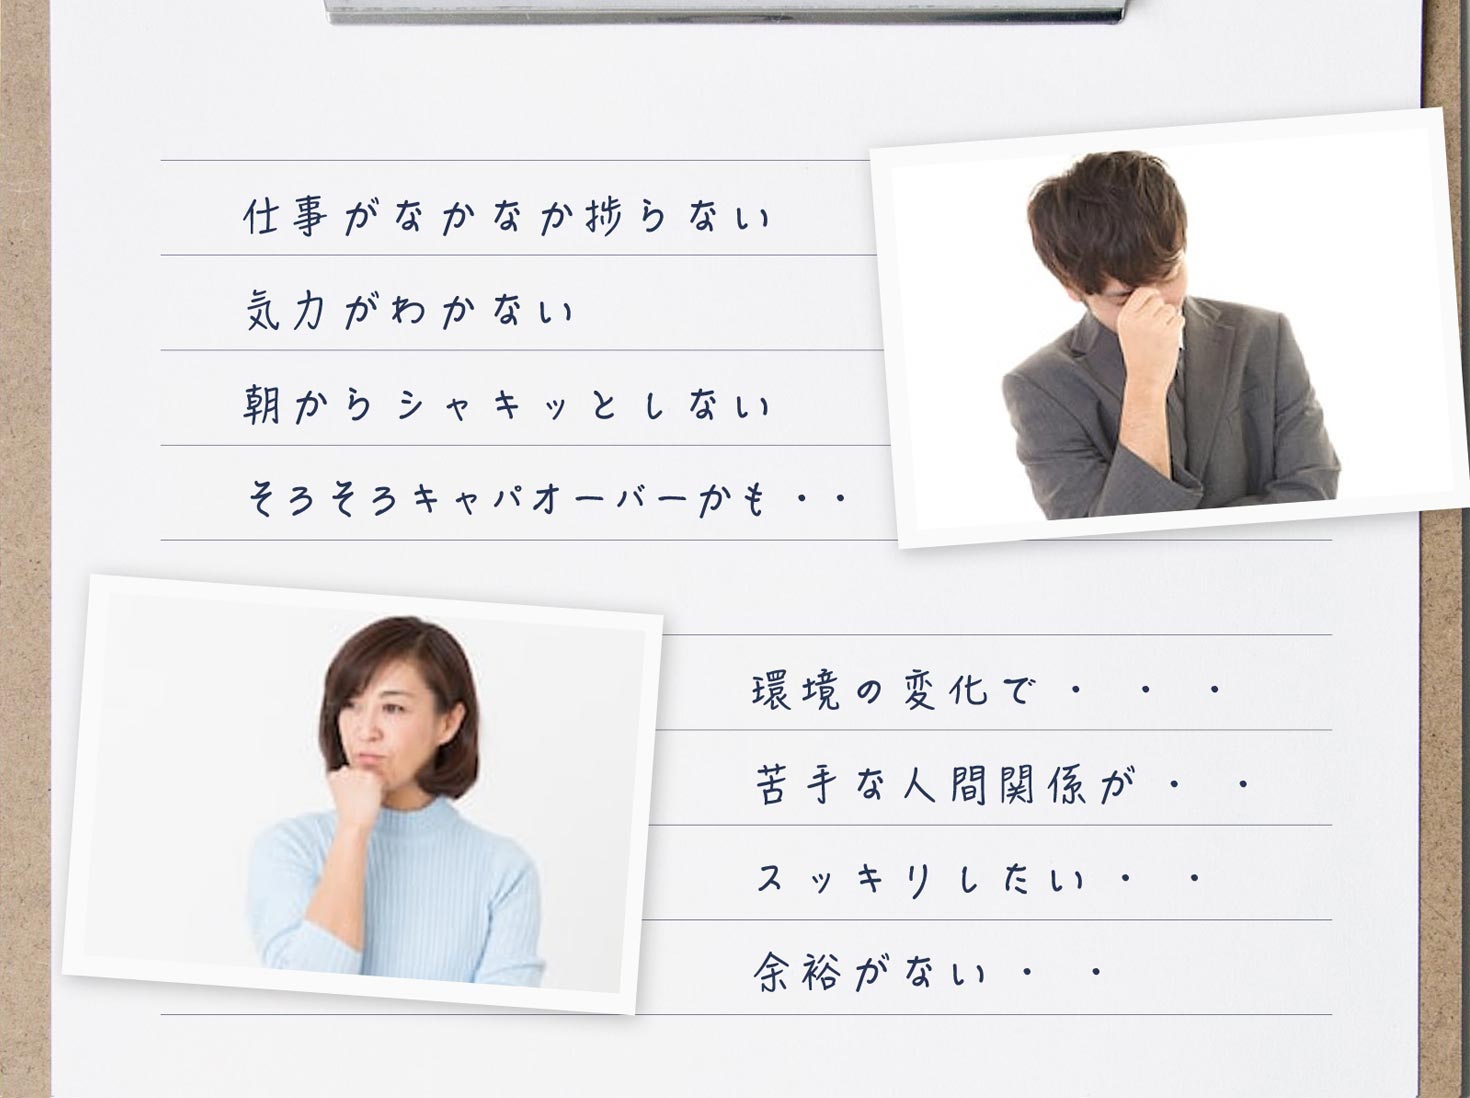 仕事がなかなか捗らない
気力がわかない
朝からシャキッとしない
そろそろキャパオーバーかも・・
環境の変化で・・・
苦手な人間関係が・・
スッキリしたい・・
余裕がない・・